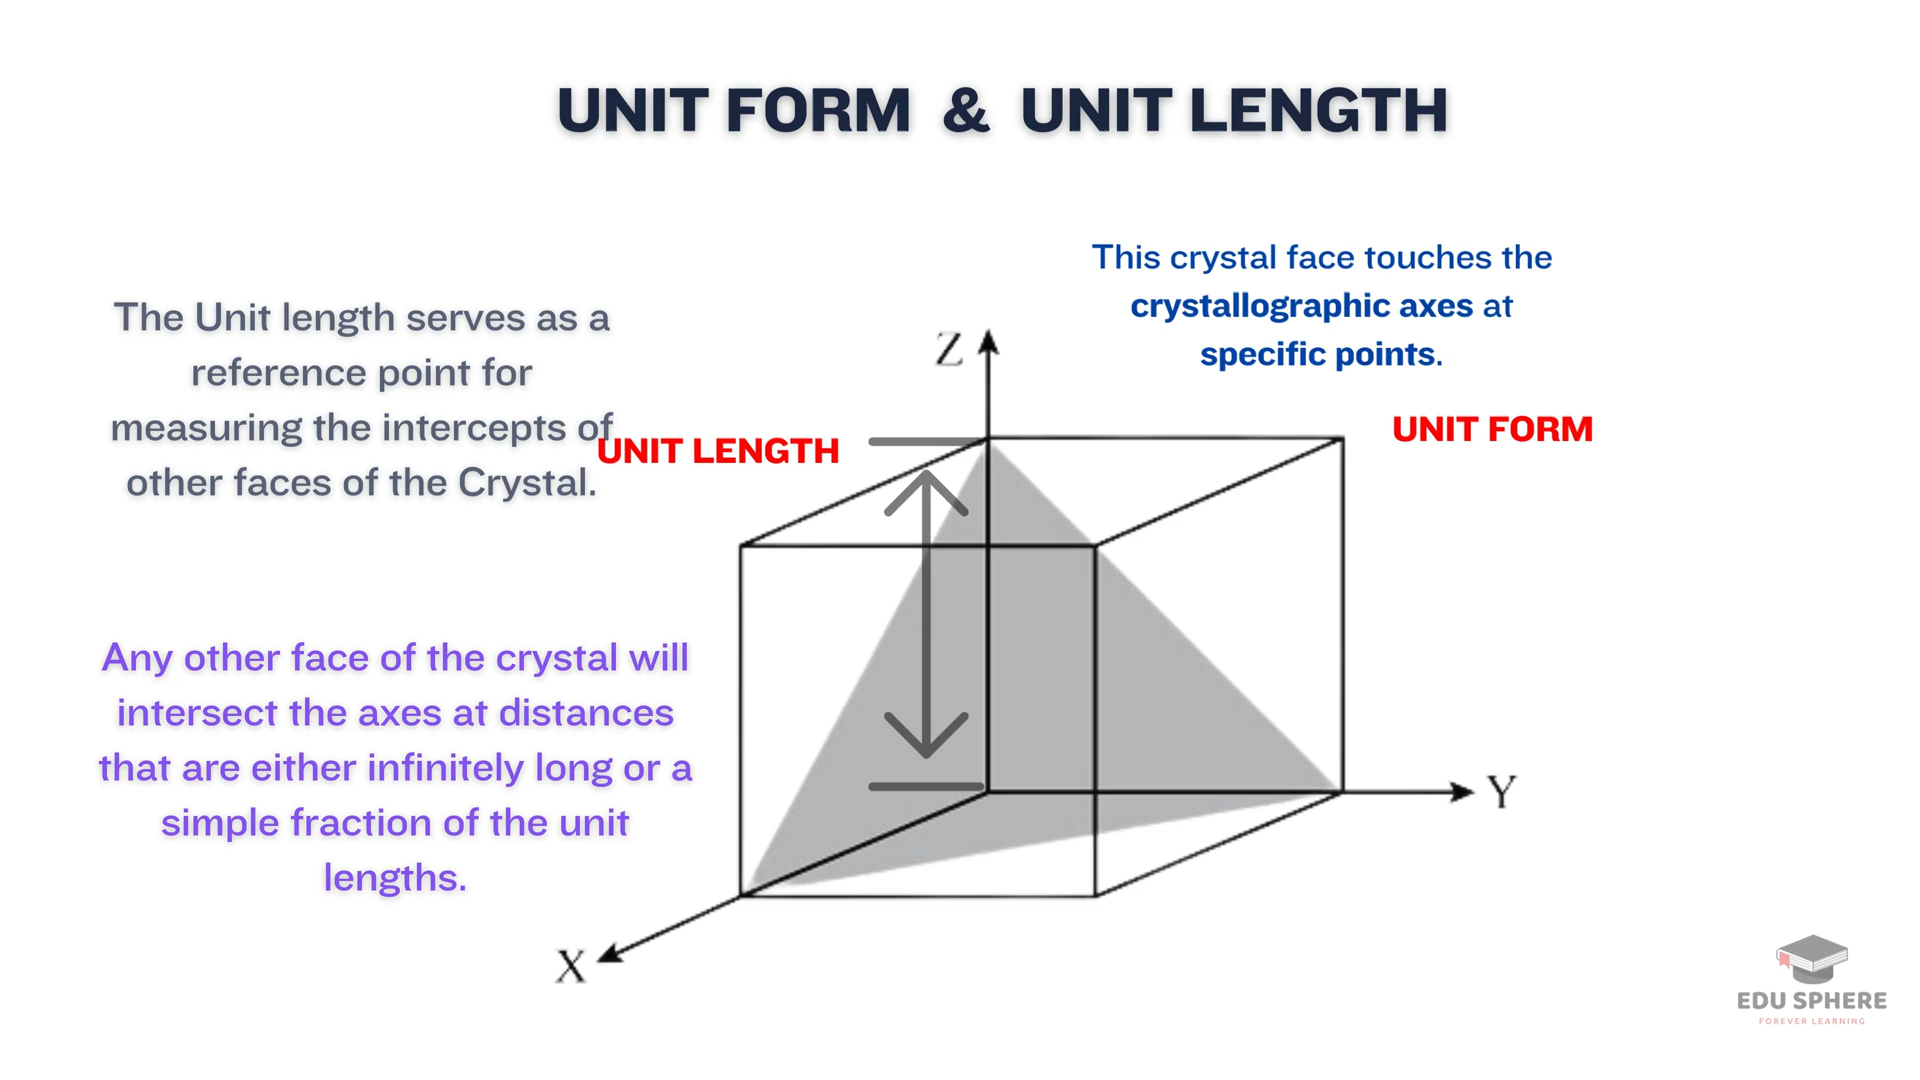 UNIT FORM & UNIT LENGTH
This crystal face touches the
crystallographic axes at
specific points.
The Unit length serves as a
reference point for
measuring the intercepts of
other faces of the Crystal.
UNIT LENGTH
UNIT FORM
Z
Any other face of the crystal will
intersect the axes at distances
that are either infinitely long or a
simple fraction of the unit
lengths.
Y
X
EDU SPHERE
FOREVER LEARNING